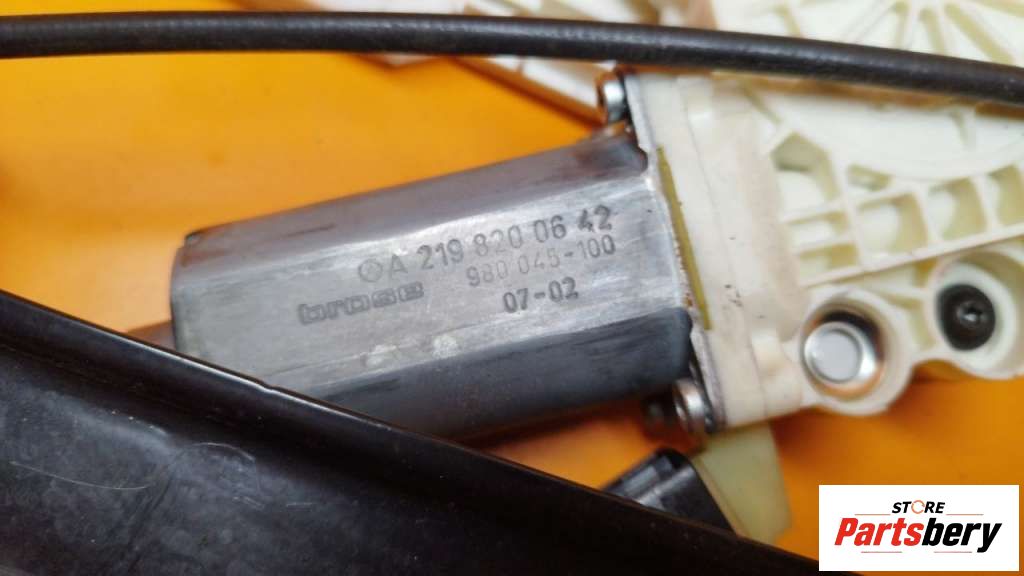 A 219 820 06 42
980 045-100
brose
07-02
STORE
Partsbery